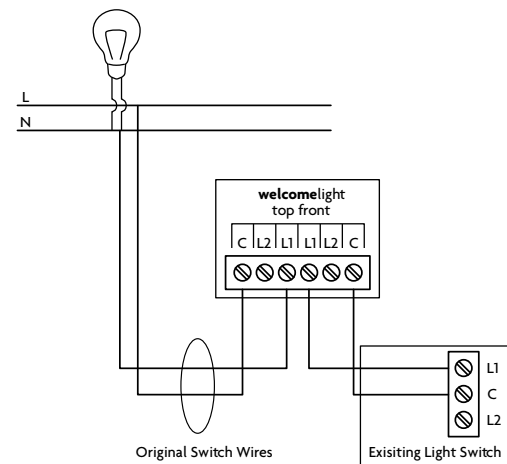 L
N
welcomelight
top front
C L2 L1 L1 L2 C
L1
C
L2
Original Switch Wires
Exisiting Light Switch